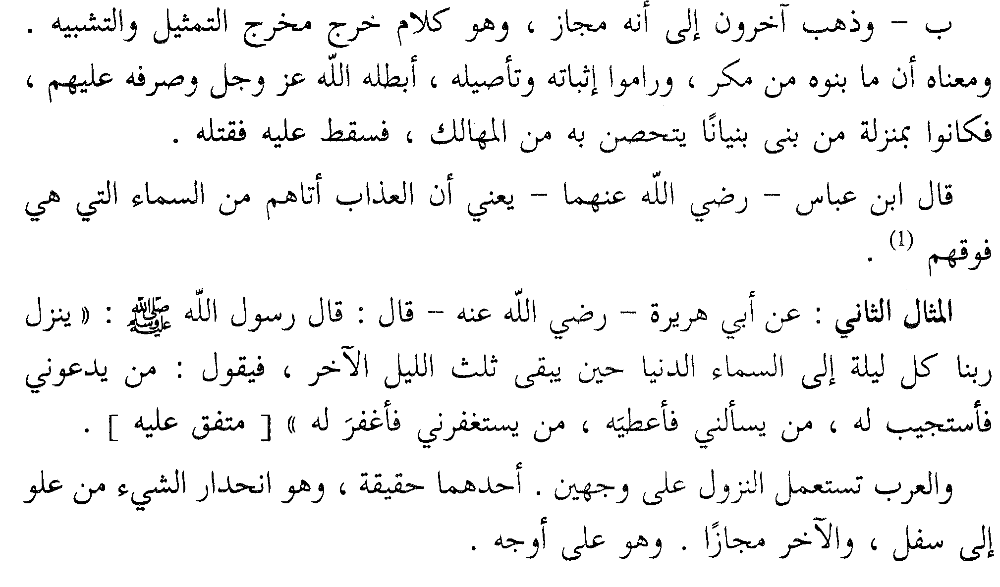 ب – وذهب آخرون إلى أنه مجاز ، وهو كلام خرج مخرج التمثيل والتشبيه .
ومعناه أن ما بنوه من مكر ، وراموا إثباته وتأصيله ، أبطله اللّه عز وجل وصرفه عليهم ،
فكانوا بمنزلة من بنى بنيانًا يتحصن به من المهالك ، فسقط عليه فقتله .
قال ابن عباس – رضي اللّه عنهما – يعني أن العذاب أتاهم من السماء التي هي
فوقهم (1) .
المثال الثاني : عن أبي هريرة – رضي اللّه عنه – قال : قال رسول اللّه ﷺ : « ينزل
ربنا كل ليلة إلى السماء الدنيا حين يبقى ثلث الليل الآخر ، فيقول : من يدعوني
فأستجيب له ، من يسألني فأعطيَه ، من يستغفرني فأغفرَ له » [ متفق عليه ] .
والعرب تستعمل النزول على وجهين . أحدهما حقيقة ، وهو انحدار الشيء من علو
إلى سفل ، والآخر مجازًا . وهو على أوجه .